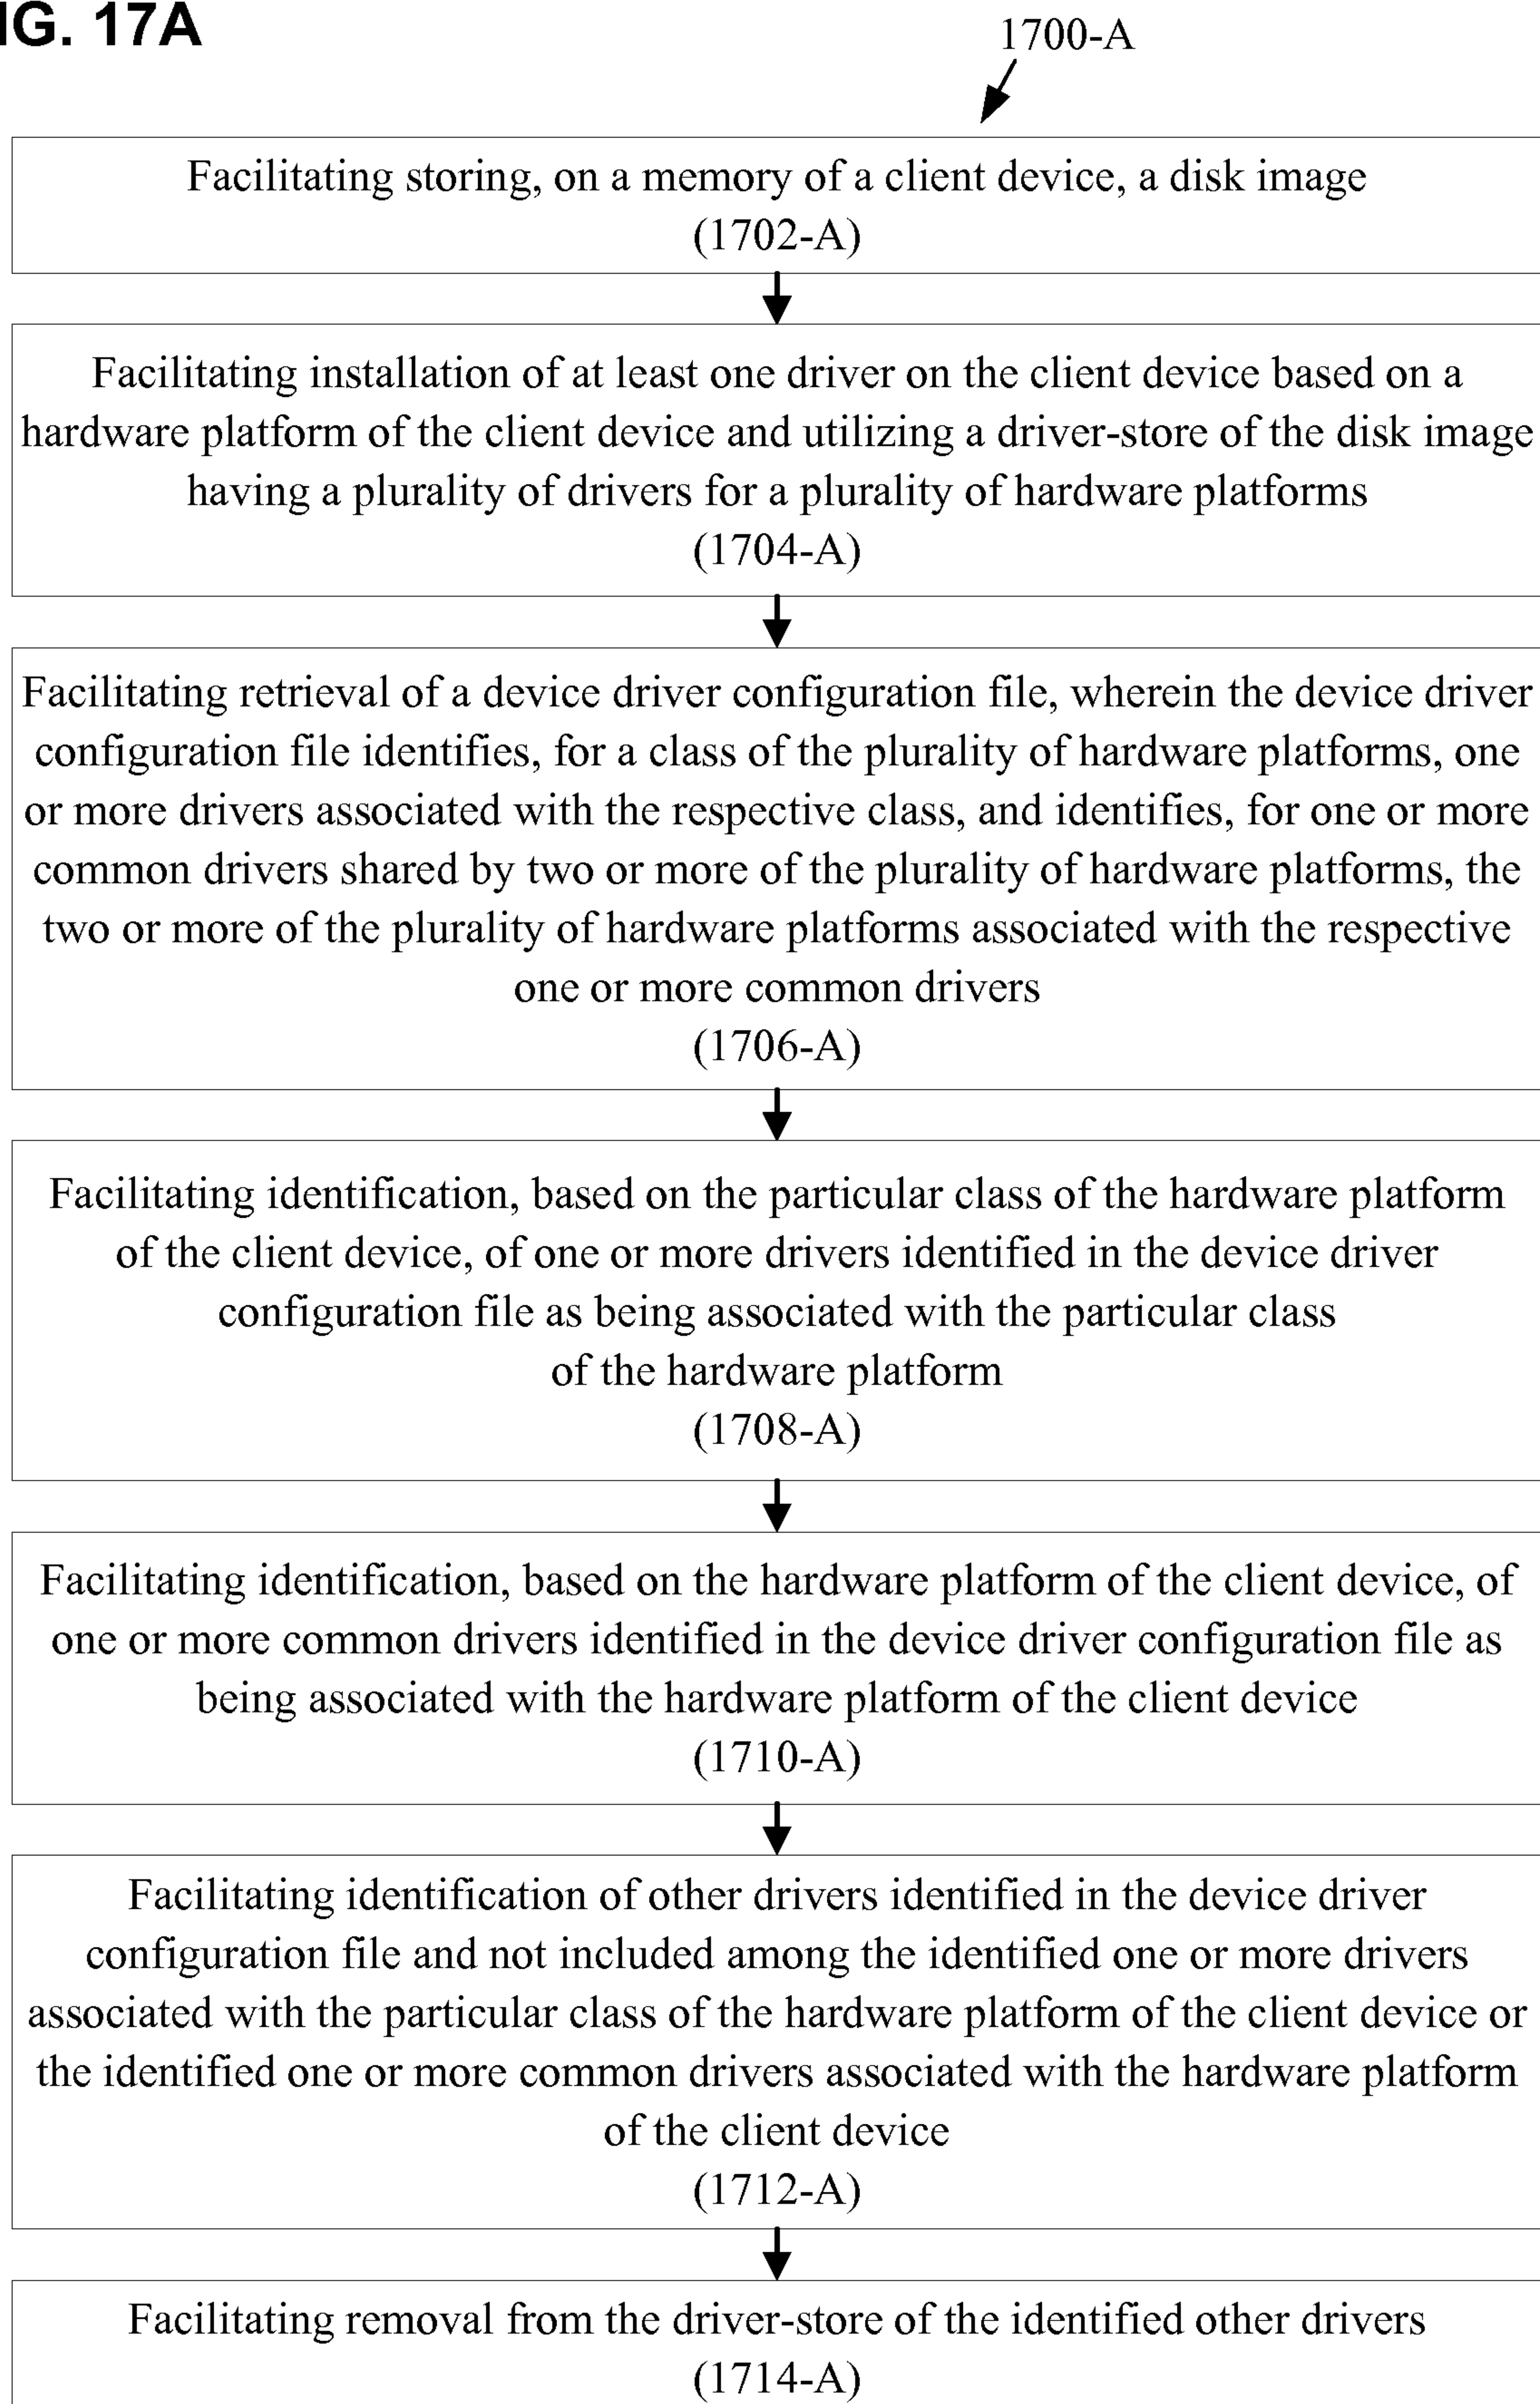 IG. 17A
1700-A
Facilitating storing, on a memory of a client device, a disk image
(1702-A)
Facilitating installation of at least one driver on the client device based on a
hardware platform of the client device and utilizing a driver-store of the disk image
having a plurality of drivers for a plurality of hardware platforms
(1704-A)
Facilitating retrieval of a device driver configuration file, wherein the device driver
configuration file identifies, for a class of the plurality of hardware platforms, one
or more drivers associated with the respective class, and identifies, for one or more
common drivers shared by two or more of the plurality of hardware platforms, the
two or more of the plurality of hardware platforms associated with the respective
one or more common drivers
(1706-A)
Facilitating identification, based on the particular class of the hardware platform
of the client device, of one or more drivers identified in the device driver
configuration file as being associated with the particular class
of the hardware platform
(1708-A)
Facilitating identification, based on the hardware platform of the client device, of
one or more common drivers identified in the device driver configuration file as
being associated with the hardware platform of the client device
(1710-A)
Facilitating identification of other drivers identified in the device driver
configuration file and not included among the identified one or more drivers
associated with the particular class of the hardware platform of the client device or
the identified one or more common drivers associated with the hardware platform
of the client device
(1712-A)
Facilitating removal from the driver-store of the identified other drivers
(1714-A)